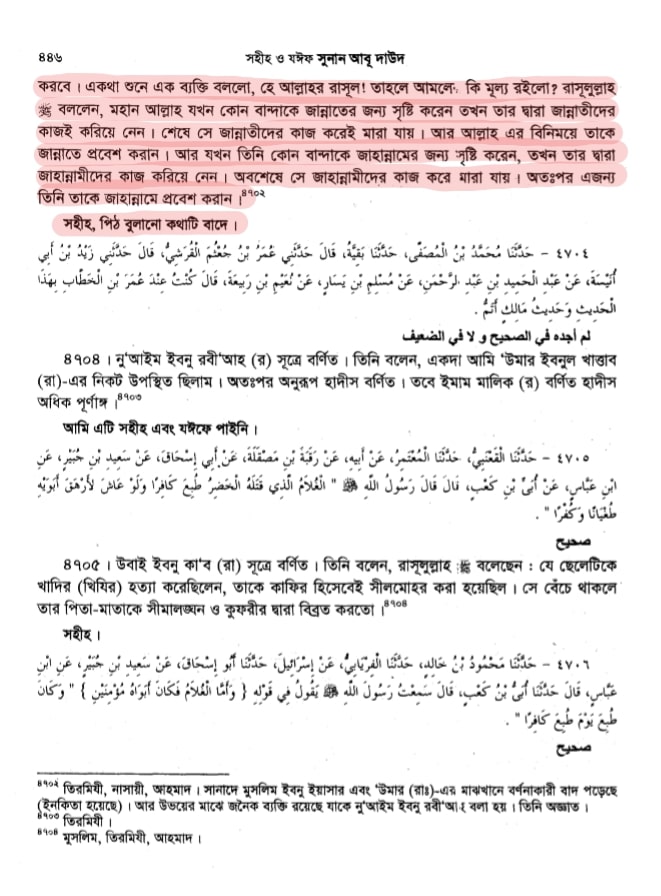 ৪৪৬
সহীহ ও যঈফ সুনান আবূ দাউদ
করবে । একথা শুনে এক ব্যক্তি বললো, হে আল্লাহর রাসূল! তাহলে আমলে কি মূল্য রইলো? রাসূলুল্লাহ
ﷺ বললেন, মহান আল্লাহ যখন কোন বান্দাকে জান্নাতের জন্য সৃষ্টি করেন তখন তার দ্বারা জান্নাতীদের
কাজই করিয়ে নেন । শেষে সে জান্নাতীদের কাজ করেই মারা যায় । আর আল্লাহ এর বিনিময়ে তাকে
জান্নাতে প্রবেশ করান । আর যখন তিনি কোন বান্দাকে জাহান্নামের জন্য সৃষ্টি করেন, তখন তার দ্বারা
জাহান্নামীদের কাজ করিয়ে নেন । অবশেষে সে জাহান্নামীদের কাজ করে মারা যায় । অতঃপর এজন্য
তিনি তাকে জাহান্নামে প্রবেশ করান ।৪৭০২
সহীহ, পিঠ বুলানো কথাটি বাদে ।
٤٧٠٤ – حَدَّثَنَا مُحَمَّدُ بْنُ الْمُصَفَّى، حَدَّثَنَا بَقِيَّةُ، قَالَ حَدَّثَنِي عُمَرُ بْنُ جُعْثُمَ الْقُرَشِيُّ، قَالَ حَدَّثَنِي زَيْدُ بْنُ أَبِي
أُنَيْسَةَ، عَنْ عَبْدِ الْحَمِيدِ بْنِ عَبْدِ الرَّحْمَنِ، عَنْ مُسْلِمِ بْنِ يَسَارٍ، عَنْ نُعَيْمِ بْنِ رَبِيعَةَ، قَالَ كُنْتُ عِنْدَ عُمَرَ بْنِ الْخَطَّابِ بِهَذَا
الْحَدِيثِ وَحَدِيثُ مَالِكٍ أَتَمُّ .
لم أجده في الصحيح و لا في الضعيف
৪৭০৪ । নু'আইম ইবনু রবী'আহ (র) সূত্রে বর্ণিত । তিনি বলেন, একদা আমি 'উমার ইবনুল খাত্তাব
(রা)-এর নিকট উপস্থিত ছিলাম । অতঃপর অনুরূপ হাদীস বর্ণিত । তবে ইমাম মালিক (র) বর্ণিত হাদীস
অধিক পূর্ণাঙ্গ ।৪৭০৩
আমি এটি সহীহ এবং যঈফে পাইনি ।
٤٧٠٥ – حَدَّثَنَا الْقَعْنَبِيُّ، حَدَّثَنَا الْمُعْتَمِرُ، عَنْ أَبِيهِ، عَنْ رَقَبَةَ بْنِ مَصْقَلَةَ، عَنْ أَبِي إِسْحَاقَ، عَنْ سَعِيدِ بْنِ جُبَيْرٍ، عَنِ
ابْنِ عَبَّاسٍ، عَنْ أُبَىِّ بْنِ كَعْبٍ، قَالَ قَالَ رَسُولُ اللَّهِ ﷺ " الْغُلاَمُ الَّذِي قَتَلَهُ الْخَضِرُ طُبِعَ كَافِرًا وَلَوْ عَاشَ لأَرْهَقَ أَبَوَيْهِ
طُغْيَانًا وَكُفْرًا " .
صحيح
৪৭০৫ । উবাই ইবনু কা'ব (রা) সূত্রে বর্ণিত । তিনি বলেন, রাসূলুল্লাহ ﷺ বলেছেন : যে ছেলেটিকে
খাদির (খিযির) হত্যা করেছিলেন, তাকে কাফির হিসেবেই সীলমোহর করা হয়েছিল । সে বেঁচে থাকলে
তার পিতা-মাতাকে সীমালঙ্ঘন ও কুফরীর দ্বারা বিব্রত করতো ।৪৭০৪
সহীহ ।
٤٧٠٦ – حَدَّثَنَا مَحْمُودُ بْنُ خَالِدٍ، حَدَّثَنَا الْفِرْيَابِيُّ، عَنْ إِسْرَائِيلَ، حَدَّثَنَا أَبُو إِسْحَاقَ، عَنْ سَعِيدِ بْنِ جُبَيْرٍ، عَنِ ابْنِ
عَبَّاسٍ، قَالَ حَدَّثَنَا أُبَىُّ بْنُ كَعْبٍ، قَالَ سَمِعْتُ رَسُولَ اللَّهِ ﷺ يَقُولُ فِي قَوْلِهِ { وَأَمَّا الْغُلاَمُ فَكَانَ أَبَوَاهُ مُؤْمِنَيْنِ } " وَكَانَ
طُبِعَ يَوْمَ طُبِعَ كَافِرًا " .
صحيح
৪৭০২ তিরমিযী, নাসায়ী, আহমাদ । সানাদে মুসলিম ইবনু ইয়াসার এবং 'উমার (রাঃ)-এর মাঝখানে বর্ণনাকারী বাদ পড়েছে
(ইনকিতা হয়েছে) । আর উভয়ের মাঝে জনৈক ব্যক্তি রয়েছে যাকে নু'আইম ইবনু রবী'আহ বলা হয় । তিনি অজ্ঞাত ।
৪৭০৩ তিরমিযী ।
৪৭০৪ মুসলিম, তিরমিযী, আহমাদ ।